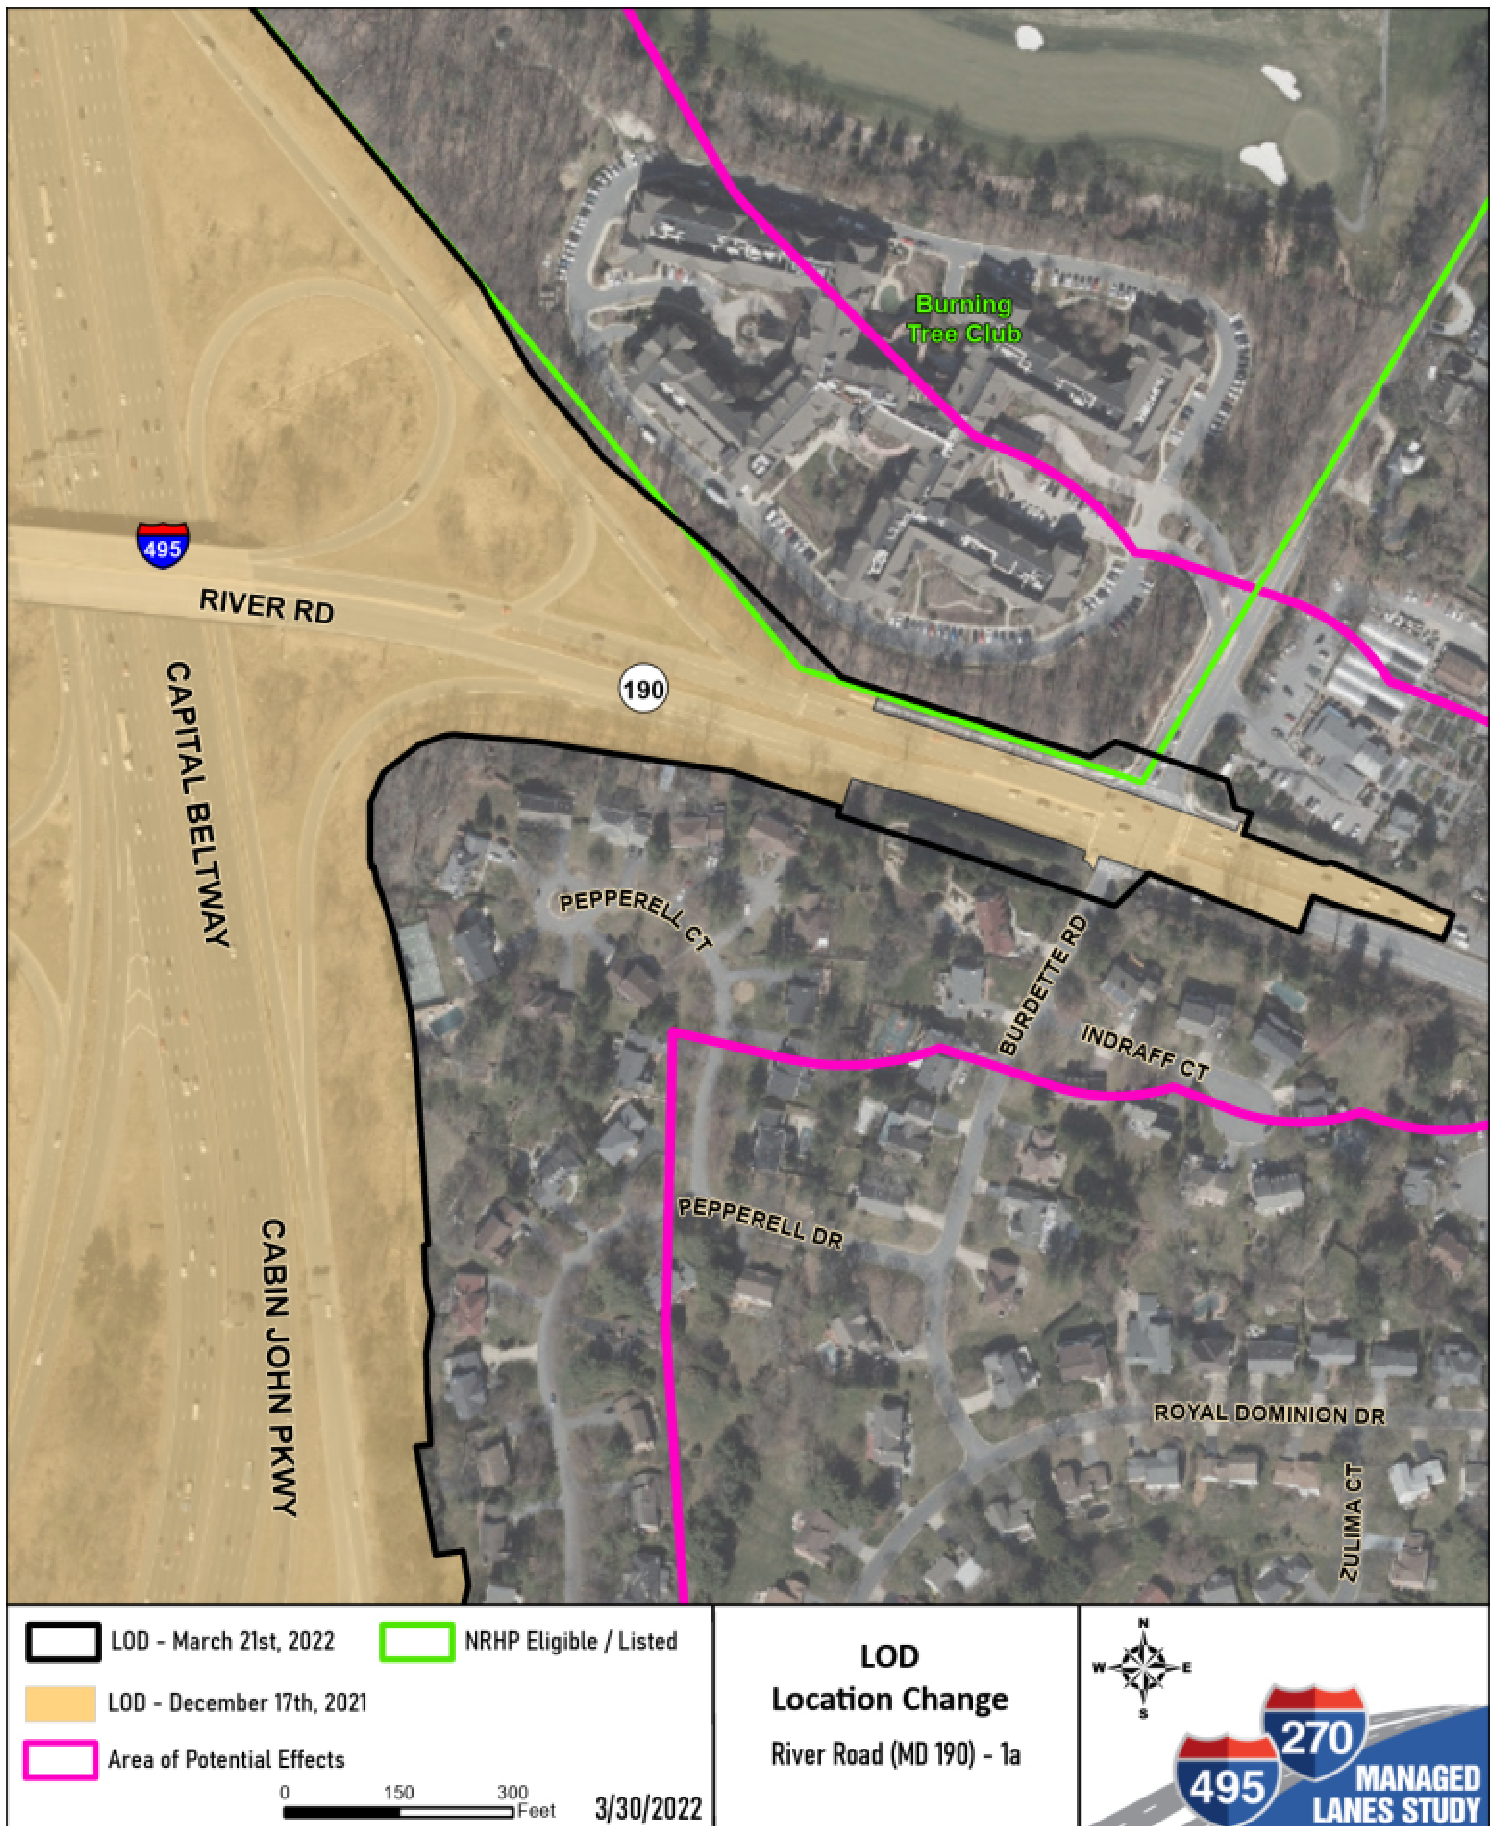 Burning
Tree Club
495
RIVER RD
190
CAPITAL BELTWAY
PEPPERELL CT
BURDETTE RD
INDRAFF CT
PEPPERELL DR
CABIN JOHN PKWY
ROYAL DOMINION DR
ZULIMA CT
LOD - March 21st, 2022
NRHP Eligible / Listed
LOD - December 17th, 2021
Area of Potential Effects
0 150 300
Feet
3/30/2022
LOD
Location Change
River Road (MD 190) - 1a
N
W E
S
270
495
MANAGED
LANES STUDY